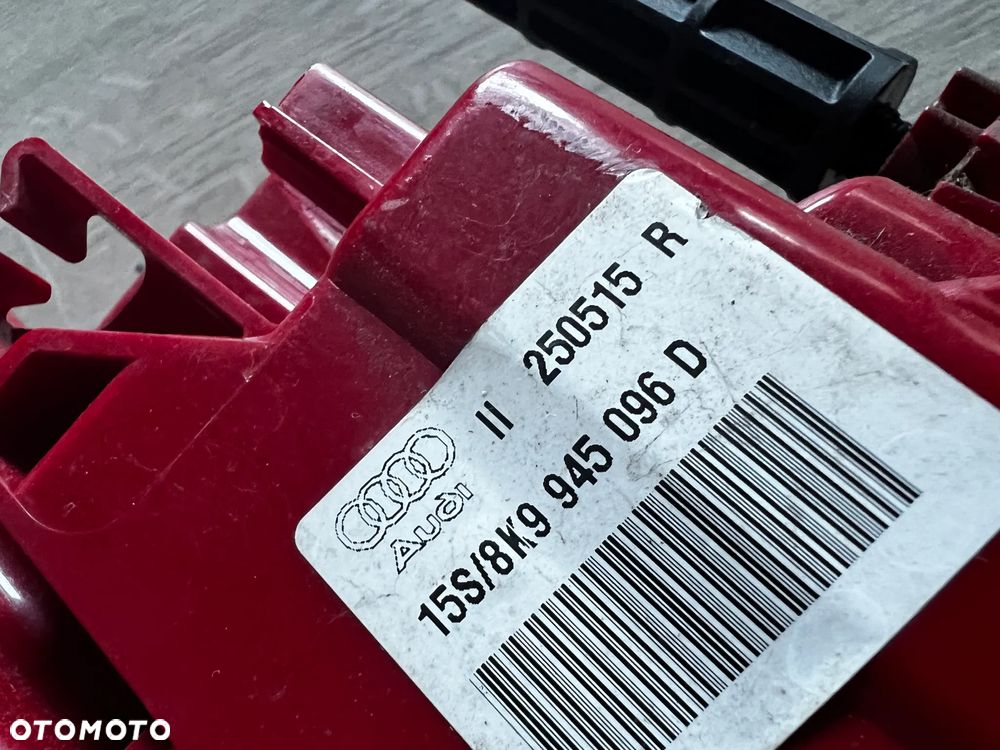 II 250515 R
Audi
15S/8K9 945 096 D
OTOMOTO